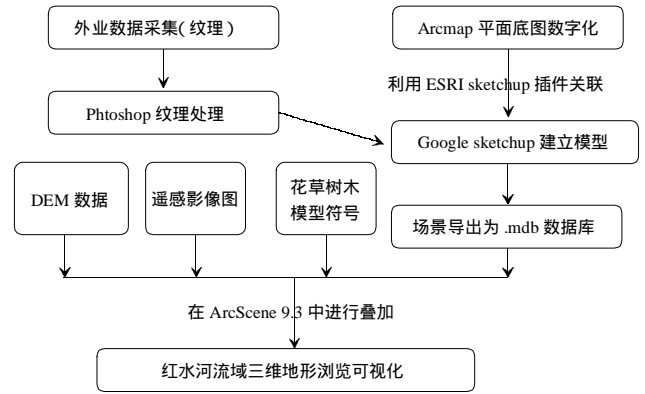 外业数据采集(纹理)
Arcmap 平面底图数字化
利用 ESRI sketchup 插件关联
Phtoshop 纹理处理
Google sketchup 建立模型
DEM 数据
遥感影像图
花草树木
模型符号
场景导出为 .mdb 数据库
在 ArcScene 9.3 中进行叠加
红水河流域三维地形浏览可视化